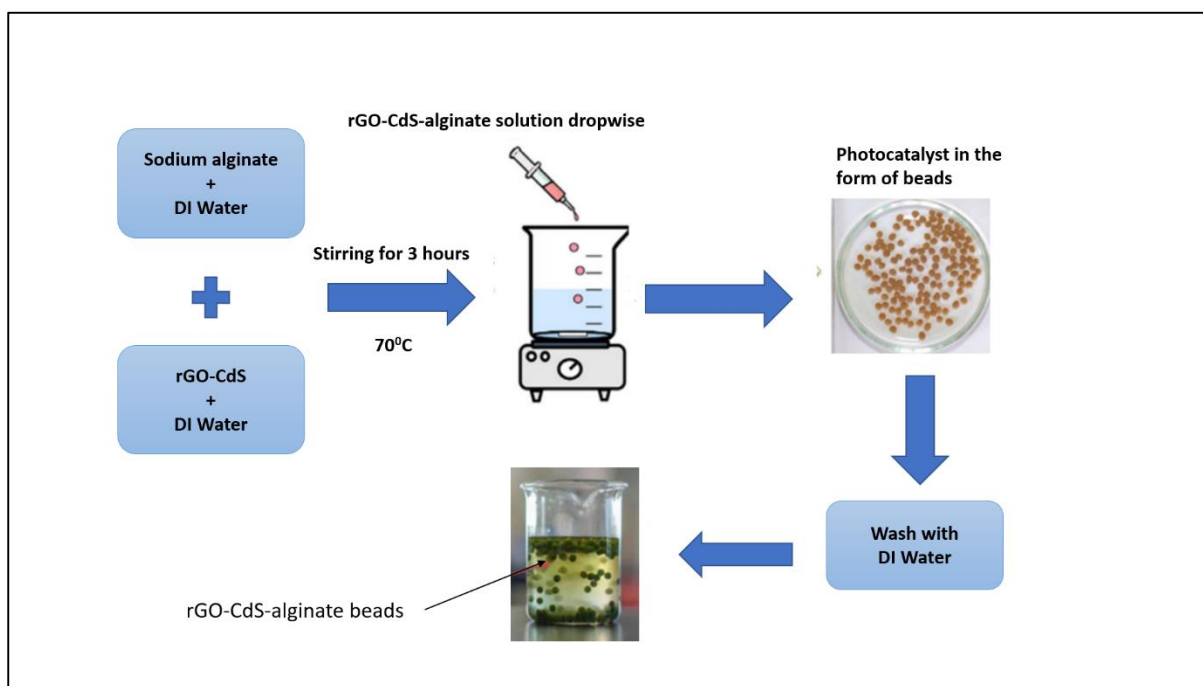 Sodium alginate
+
DI Water
rGO-CdS
+
DI Water
Stirring for 3 hours
70⁰C
rGO-CdS-alginate solution dropwise
Photocatalyst in the
form of beads
Wash with
DI Water
rGO-CdS-alginate beads